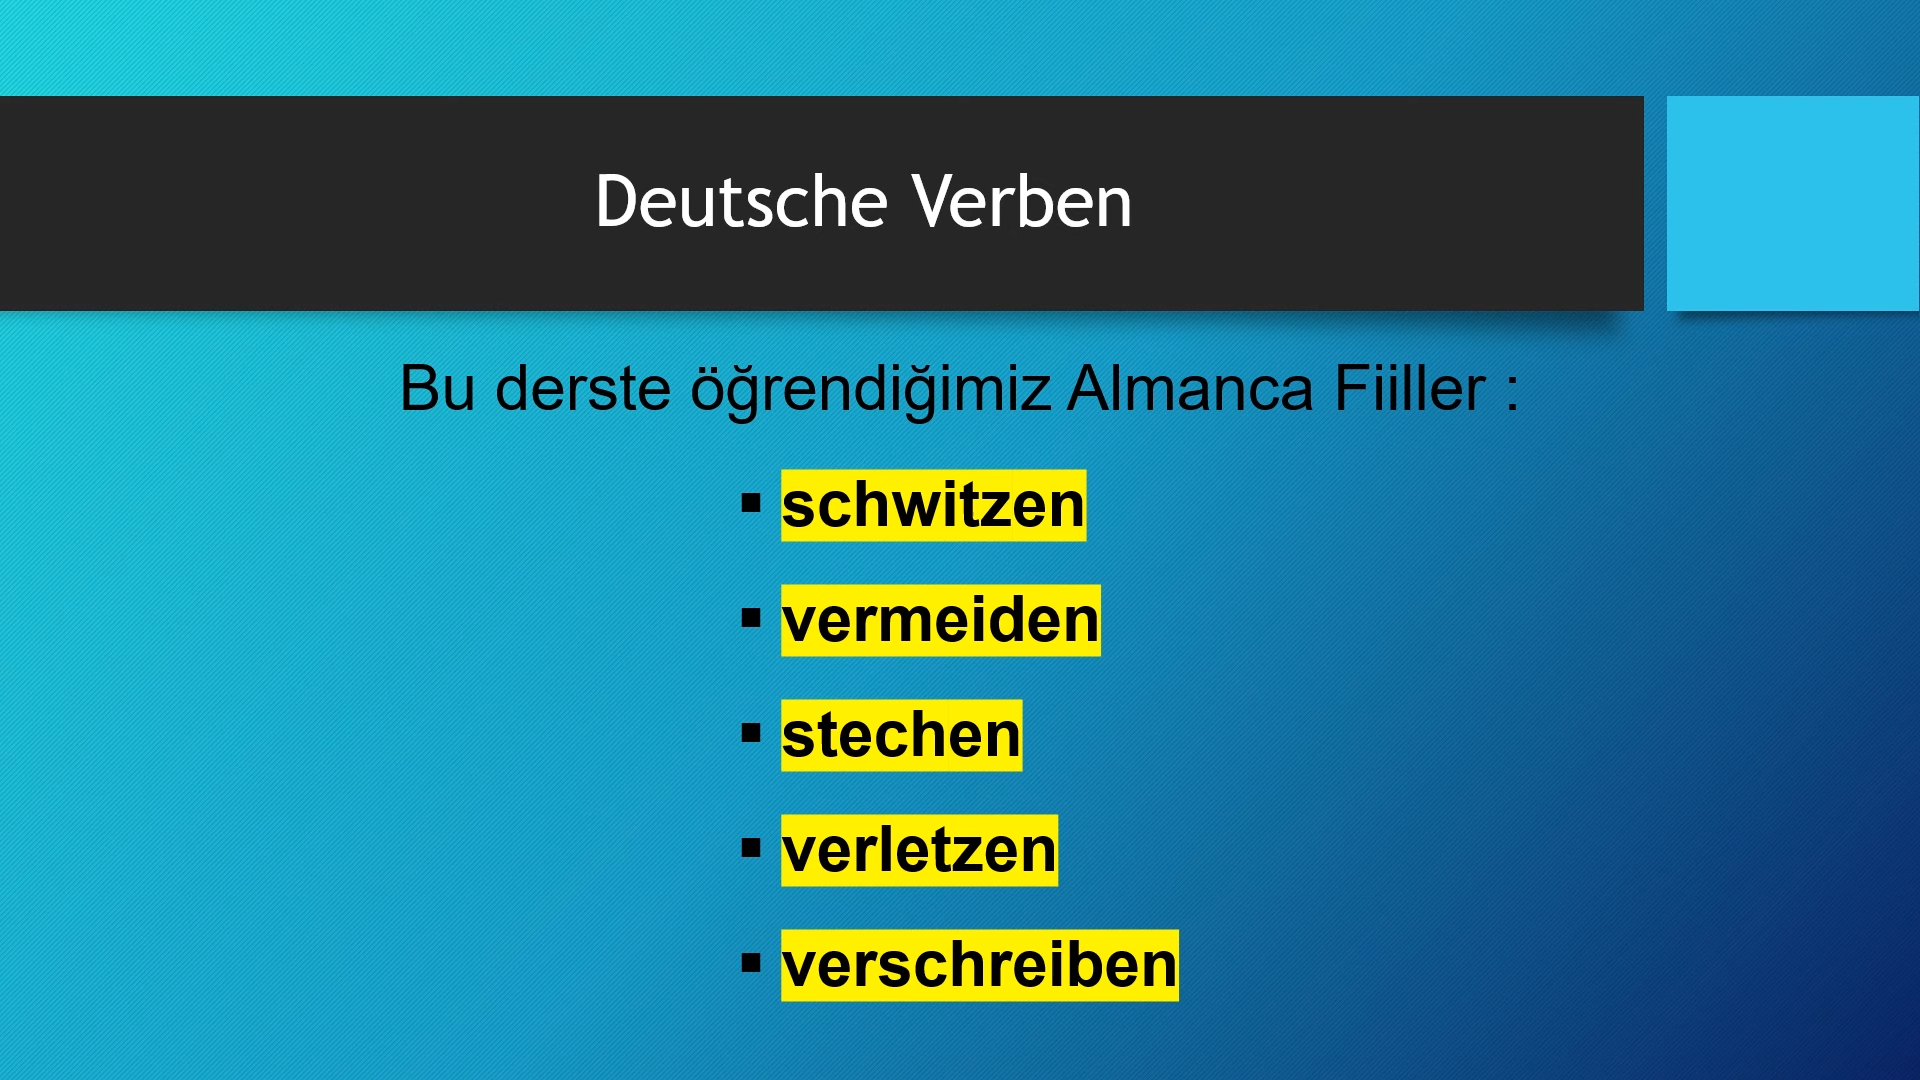 Deutsche Verben
Bu derste öğrendiğimiz Almanca Fiiller :
▪ schwitzen
▪ vermeiden
▪ stechen
▪ verletzen
▪ verschreiben